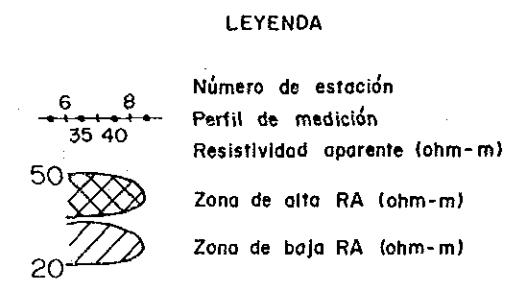 LEYENDA
Número de estación
6 8
Perfil de medición
35 40
Resistividad aparente (ohm-m)
50
Zona de alta RA (ohm-m)
Zona de baja RA (ohm-m)
20